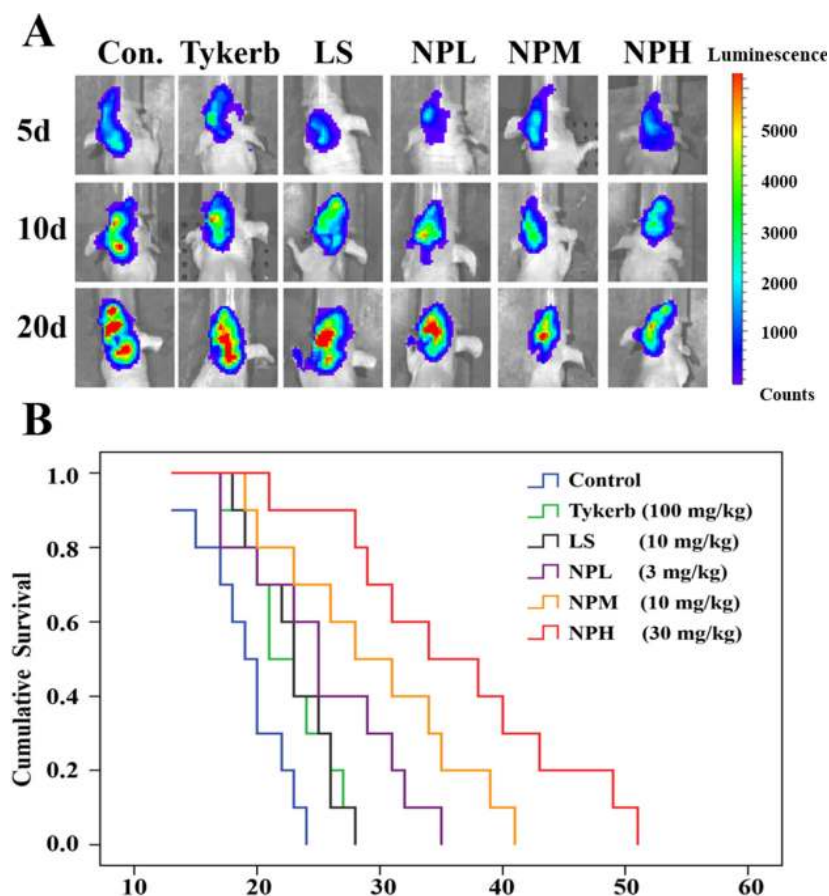 A
Con. Tykerb LS NPL NPM NPH Luminescence
5d
10d
20d
5000
4000
3000
2000
1000
Counts
B
Cumulative Survival
1.0
0.8
0.6
0.4
0.2
0.0
10 20 30 40 50 60
Control
Tykerb (100 mg/kg)
LS (10 mg/kg)
NPL (3 mg/kg)
NPM (10 mg/kg)
NPH (30 mg/kg)